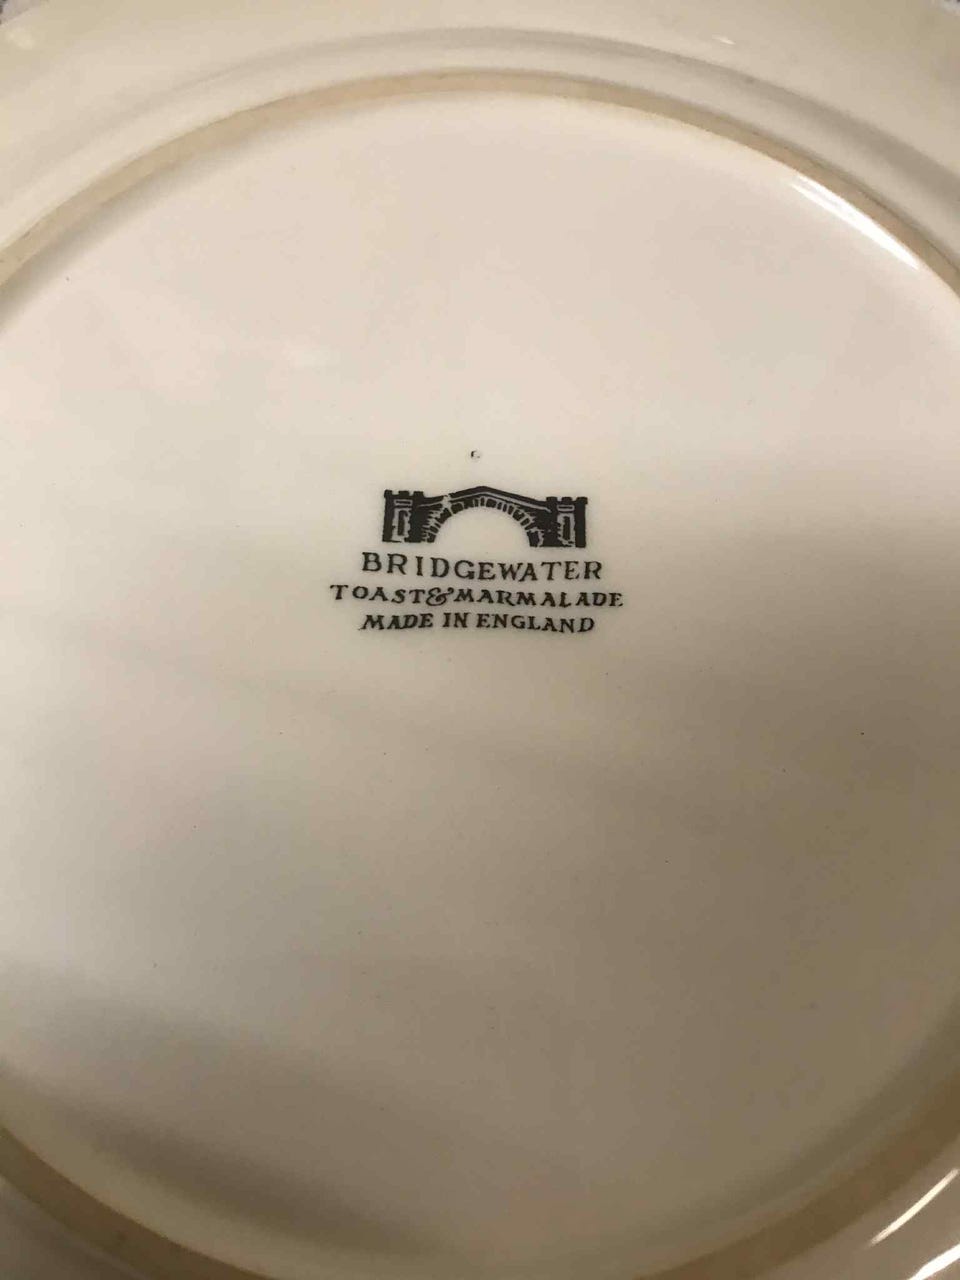 BRIDGEWATER
TOAST & MARMALADE
MADE IN ENGLAND